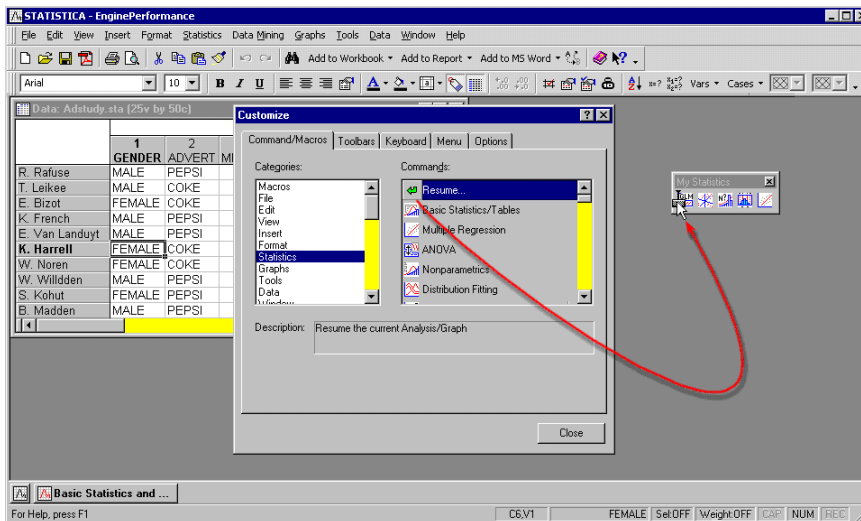 STATISTICA - EnginePerformance
File Edit View Insert Format Statistics Data Mining Graphs Tools Data Window Help
Add to Workbook Add to Report Add to MS Word
Arial 10 B I U Vars Cases
Data: Adstudy.sta (25v by 50c)
1 2
GENDER ADVERT
R. Rafuse MALE PEPSI
T. Leikee MALE COKE
E. Bizot FEMALE COKE
K. French MALE PEPSI
E. Van Landuyt MALE PEPSI
K. Harrell FEMALE COKE
W. Noren FEMALE COKE
W. Willdden MALE PEPSI
S. Kohut FEMALE PEPSI
B. Madden MALE PEPSI
Customize
Command/Macros Toolbars Keyboard Menu Options
Categories:
Macros
File
Edit
View
Insert
Format
Statistics
Graphs
Tools
Data
Window
Commands:
Resume...
Basic Statistics/Tables
Multiple Regression
ANOVA
Nonparametrics
Distribution Fitting
Description: Resume the current Analysis/Graph
Close
My Statistics
Basic Statistics and ...
For Help, press F1 C6,V1 FEMALE Sel:OFF Weight:OFF CAP NUM REC